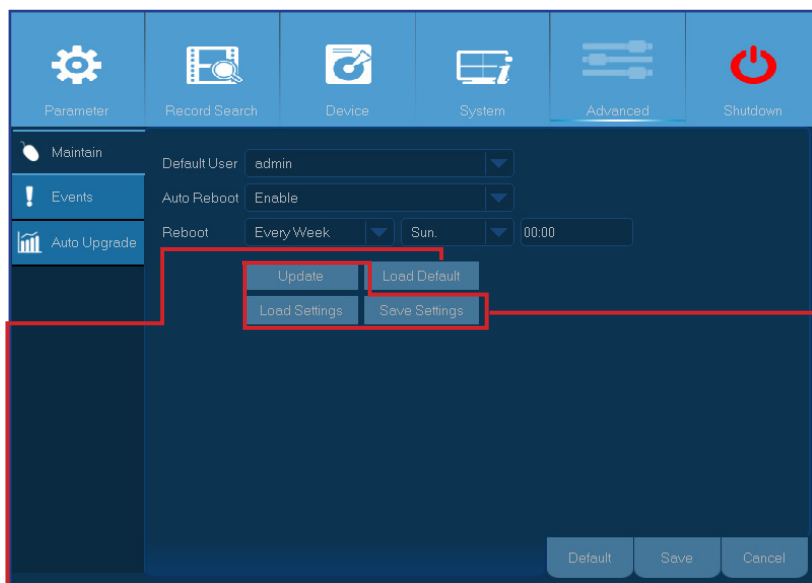 Parameter Record Search Device System Advanced Shutdown
Maintain
Events
Auto Upgrade
Default User admin
Auto Reboot Enable
Reboot Every Week Sun. 00:00
Update Load Default
Load Settings Save Settings
Default Save Cancel